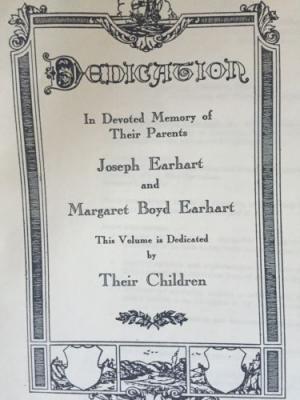 DEDICATION
In Devoted Memory of
Their Parents
Joseph Earhart
and
Margaret Boyd Earhart
This Volume is Dedicated
by
Their Children